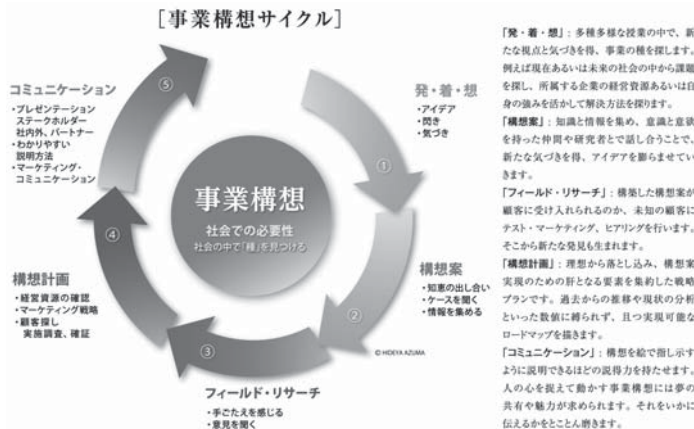 ［事業構想サイクル］
発・着・想
・アイデア
・閃き
・気づき
①
構想案
・知恵の出し合い
・ケースを聞く
・情報を集める
②
© HIDEYA AZUMA
フィールド・リサーチ
・手ごたえを感じる
・意見を聞く
③
構想計画
・経営資源の確認
・マーケティング戦略
・顧客探し
実施調査、確証
④
コミュニケーション
・プレゼンテーション
ステークホルダー
社内外、パートナー
・わかりやすい
説明方法
・マーケティング・
コミュニケーション
⑤
事業構想
社会での必要性
社会の中で「種」を見つける
「発・着・想」：多種多様な授業の中で、新
たな視点と気づきを得、事業の種を探します。
例えば現在あるいは未来の社会の中から課題
を探し、所属する企業の経営資源あるいは自
身の強みを活かして解決方法を探ります。
「構想案」：知識と情報を集め、意識と意欲
を持った仲間や研究者とで話し合うことで、
新たな気づきを得、アイデアを膨らませてい
きます。
「フィールド・リサーチ」：構築した構想案が
顧客に受け入れられるのか、未知の顧客に
テスト・マーケティング、ヒアリングを行います。
そこから新たな発見も生まれます。
「構想計画」：理想から落とし込み、構想案
実現のための肝となる要素を集約した戦略
プランです。過去からの推移や現状の分析
といった数値に縛られず、且つ実現可能な
ロードマップを描きます。
「コミュニケーション」：構想を絵で指し示す
ように説明できるほどの説得力を持たせます。
人の心を捉えて動かす事業構想には夢の
共有や魅力が求められます。それをいかに
伝えるかをとことん磨きます。